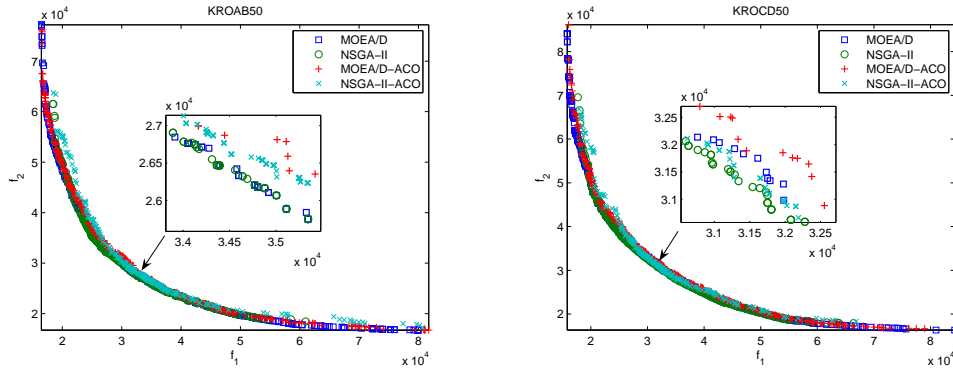 KROAB50
x 10^4
f_2
7
6
5
4
3
2
2 3 4 5 6 7 8
x 10^4
f_1
MOEA/D
NSGA-II
MOEA/D-ACO
NSGA-II-ACO
x 10^4
2.7
2.65
2.6
3.4 3.45 3.5
x 10^4
KROCD50
x 10^4
f_2
8
7
6
5
4
3
2
2 3 4 5 6 7 8
x 10^4
f_1
MOEA/D
NSGA-II
MOEA/D-ACO
NSGA-II-ACO
x 10^4
3.25
3.2
3.15
3.1
3.1 3.15 3.2 3.25
x 10^4